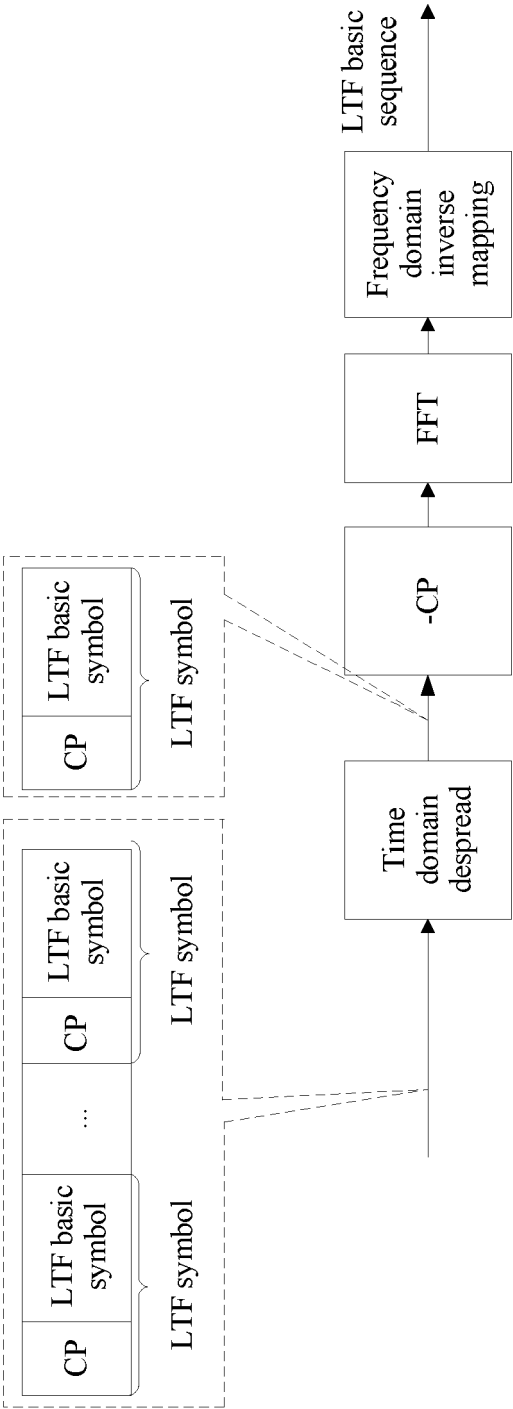 CP
LTF basic
symbol
...
CP
LTF basic
symbol
LTF symbol
LTF symbol
CP
LTF basic
symbol
LTF symbol
Time
domain
despread
-CP
FFT
Frequency
domain
inverse
mapping
LTF basic
sequence